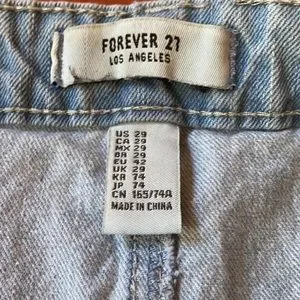 FOREVER 21
LOS ANGELES
US 29
CA 29
MX 29
BR 29
EU 42
UK 29
KR 74
JP 74
CN 165/74A
MADE IN CHINA